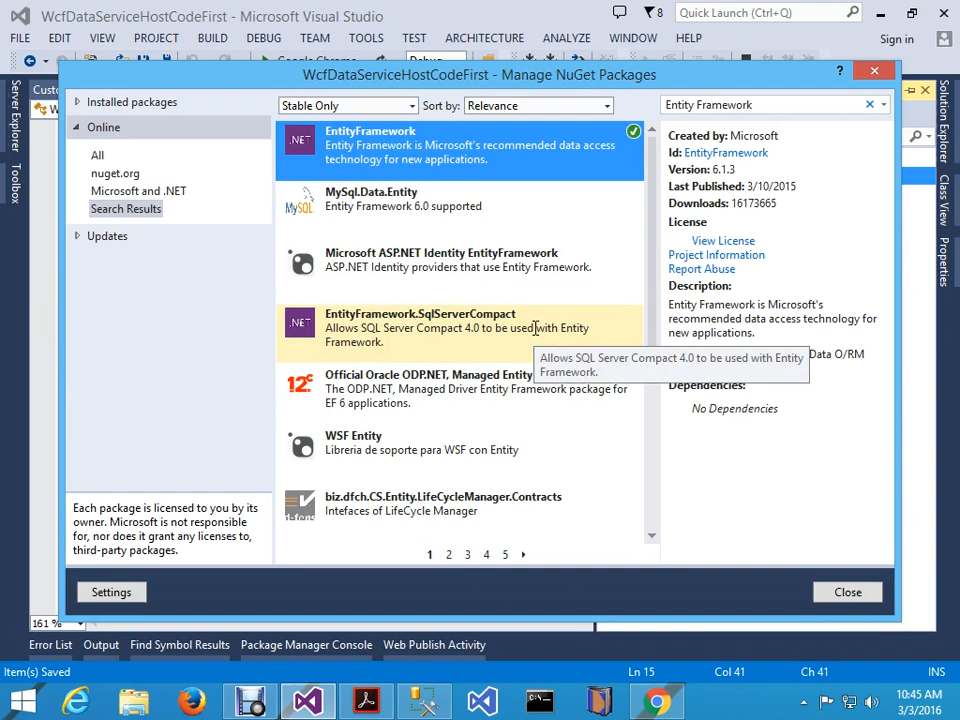 WcfDataServiceHostCodeFirst - Microsoft Visual Studio
8
Quick Launch (Ctrl+Q)
FILE EDIT VIEW PROJECT BUILD DEBUG TEAM TOOLS TEST ARCHITECTURE ANALYZE WINDOW HELP
Sign in
WcfDataServiceHostCodeFirst - Manage NuGet Packages
?
Server Explorer
Toolbox
Solution Explorer
Class View
Properties
Installed packages
Online
All
nuget.org
Microsoft and .NET
Search Results
Updates
Each package is licensed to you by its
owner. Microsoft is not responsible
for, nor does it grant any licenses to,
third-party packages.
Settings
Stable Only
Sort by: Relevance
.NET
EntityFramework
Entity Framework is Microsoft's recommended data access
technology for new applications.
MySQL
MySql.Data.Entity
Entity Framework 6.0 supported
Microsoft ASP.NET Identity EntityFramework
ASP.NET Identity providers that use Entity Framework.
.NET
EntityFramework.SqlServerCompact
Allows SQL Server Compact 4.0 to be used with Entity
Framework.
Allows SQL Server Compact 4.0 to be used with Entity
Framework.
12c
Official Oracle ODP.NET, Managed Entity
The ODP.NET, Managed Driver Entity Framework package for
EF 6 applications.
WSF Entity
Libreria de soporte para WSF con Entity
biz.dfch.CS.Entity.LifeCycleManager.Contracts
Intefaces of LifeCycle Manager
1 2 3 4 5
Entity Framework
Created by: Microsoft
Id: EntityFramework
Version: 6.1.3
Last Published: 3/10/2015
Downloads: 16173665
License
View License
Project Information
Report Abuse
Description:
Entity Framework is Microsoft's
recommended data access technology for
new applications.
Data O/RM
Dependencies:
No Dependencies
Close
161 %
Error List Output Find Symbol Results Package Manager Console Web Publish Activity
Item(s) Saved
Ln 15 Col 41 Ch 41 INS
10:45 AM
3/3/2016